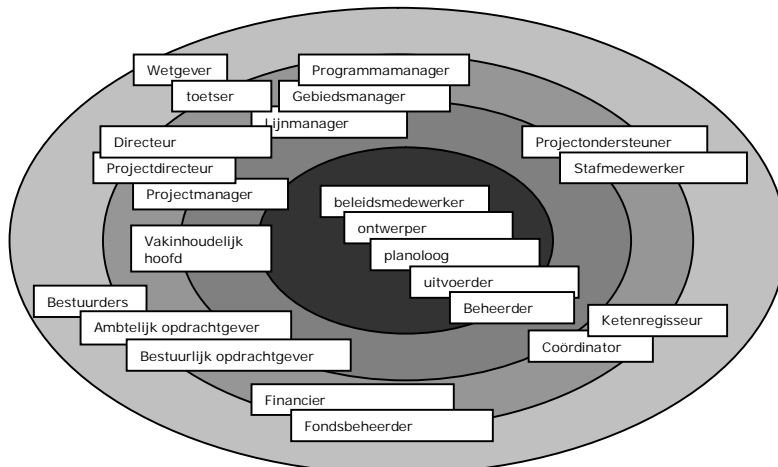 Wetgever
Programmamanager
toetser
Gebiedsmanager
Lijnmanager
Directeur
Projectondersteuner
Projectdirecteur
Stafmedewerker
Projectmanager
beleidsmedewerker
ontwerper
Vakinhoudelijk
hoofd
planoloog
uitvoerder
Bestuurders
Beheerder
Ketenregisseur
Ambtelijk opdrachtgever
Coördinator
Bestuurlijk opdrachtgever
Financier
Fondsbeheerder